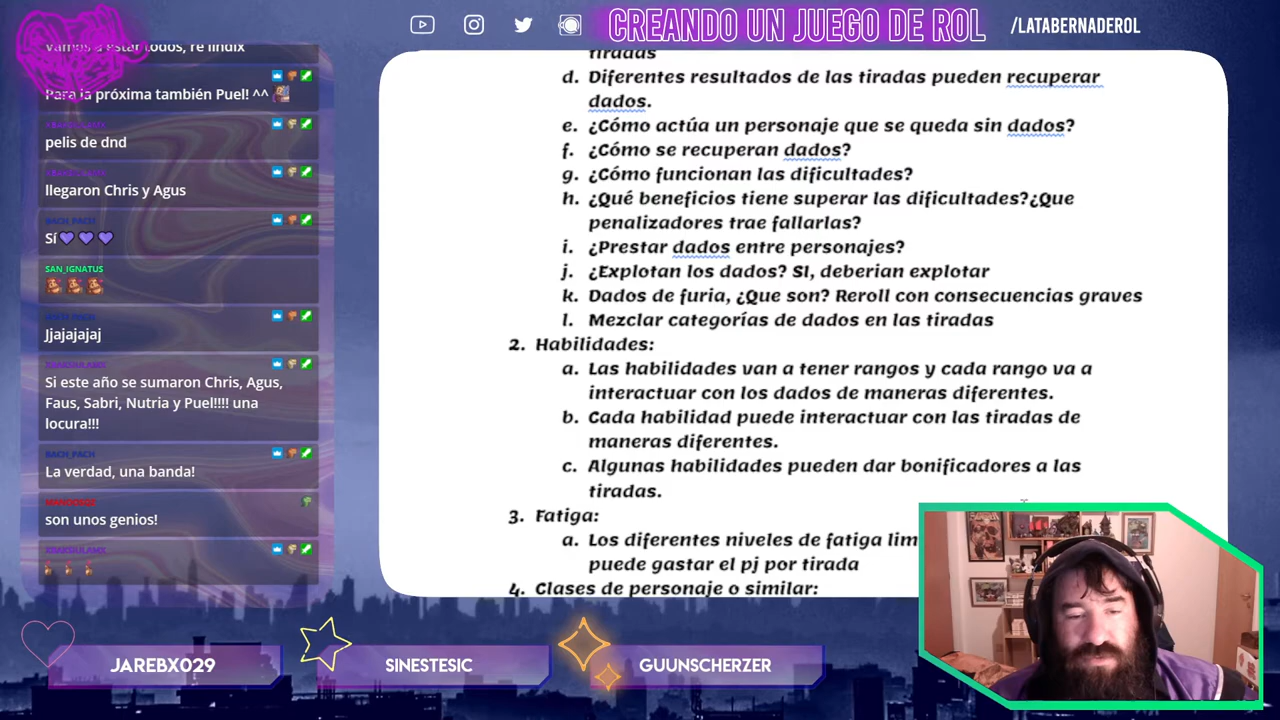 CREANDO UN JUEGO DE ROL
/LATABERNADEROL
Vamos a estar todos, re lindix
Para la próxima también Puel! ^^
pelis de dnd
llegaron Chris y Agus
BACH_PACH
Sí
SAN_IGNATUS
Jjajajajaj
Si este año se sumaron Chris, Agus,
Faus, Sabri, Nutria y Puel!!!! una
locura!!!
BACH_PACH
La verdad, una banda!
son unos genios!
tiradas
d. Diferentes resultados de las tiradas pueden recuperar
dados.
e. ¿Cómo actúa un personaje que se queda sin dados?
f. ¿Cómo se recuperan dados?
g. ¿Cómo funcionan las dificultades?
h. ¿Qué beneficios tiene superar las dificultades?¿Que
penalizadores trae fallarlas?
i. ¿Prestar dados entre personajes?
j. ¿Explotan los dados? SI, deberian explotar
k. Dados de furia, ¿Que son? Reroll con consecuencias graves
l. Mezclar categorías de dados en las tiradas
2. Habilidades:
a. Las habilidades van a tener rangos y cada rango va a
interactuar con los dados de maneras diferentes.
b. Cada habilidad puede interactuar con las tiradas de
maneras diferentes.
c. Algunas habilidades pueden dar bonificadores a las
tiradas.
3. Fatiga:
a. Los diferentes niveles de fatiga lim
puede gastar el pj por tirada
4. Clases de personaje o similar:
JAREBX029
SINESTESIC
GUUNSCHERZER